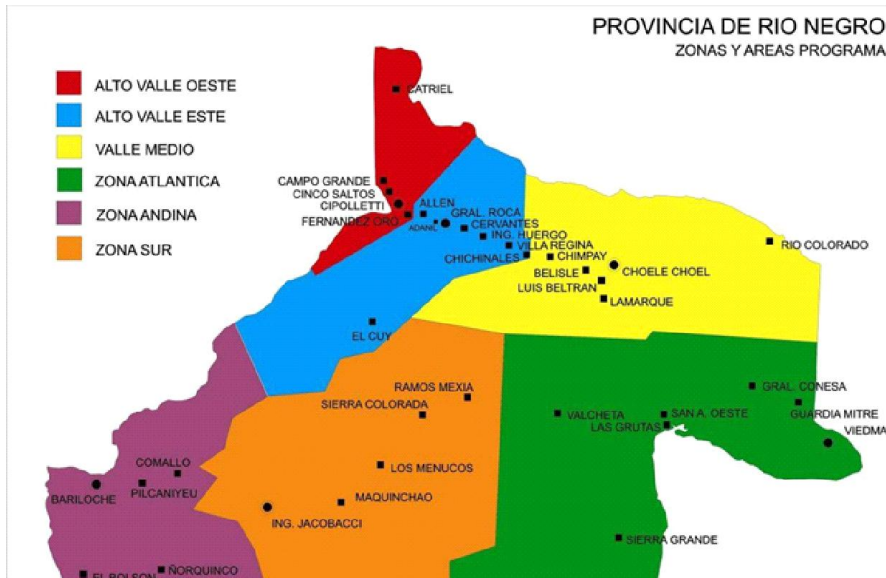 PROVINCIA DE RIO NEGRO
ZONAS Y AREAS PROGRAMA
ALTO VALLE OESTE
ALTO VALLE ESTE
VALLE MEDIO
ZONA ATLANTICA
ZONA ANDINA
ZONA SUR
CATRIEL
CAMPO GRANDE
CINCO SALTOS
CIPOLLETTI
FERNANDEZ ORO
ALLEN
ADANIL
GRAL. ROCA
CERVANTES
ING. HUERGO
VILLA REGINA
CHICHINALES
CHIMPAY
BELISLE
CHOELE CHOEL
LUIS BELTRAN
LAMARQUE
RIO COLORADO
EL CUY
RAMOS MEXIA
SIERRA COLORADA
VALCHETA
SAN A. OESTE
LAS GRUTAS
GRAL. CONESA
GUARDIA MITRE
VIEDMA
COMALLO
PILCANIYEU
BARILOCHE
LOS MENUCOS
MAQUINCHAO
ING. JACOBACCI
SIERRA GRANDE
EL BOLSON
ÑORQUINCO